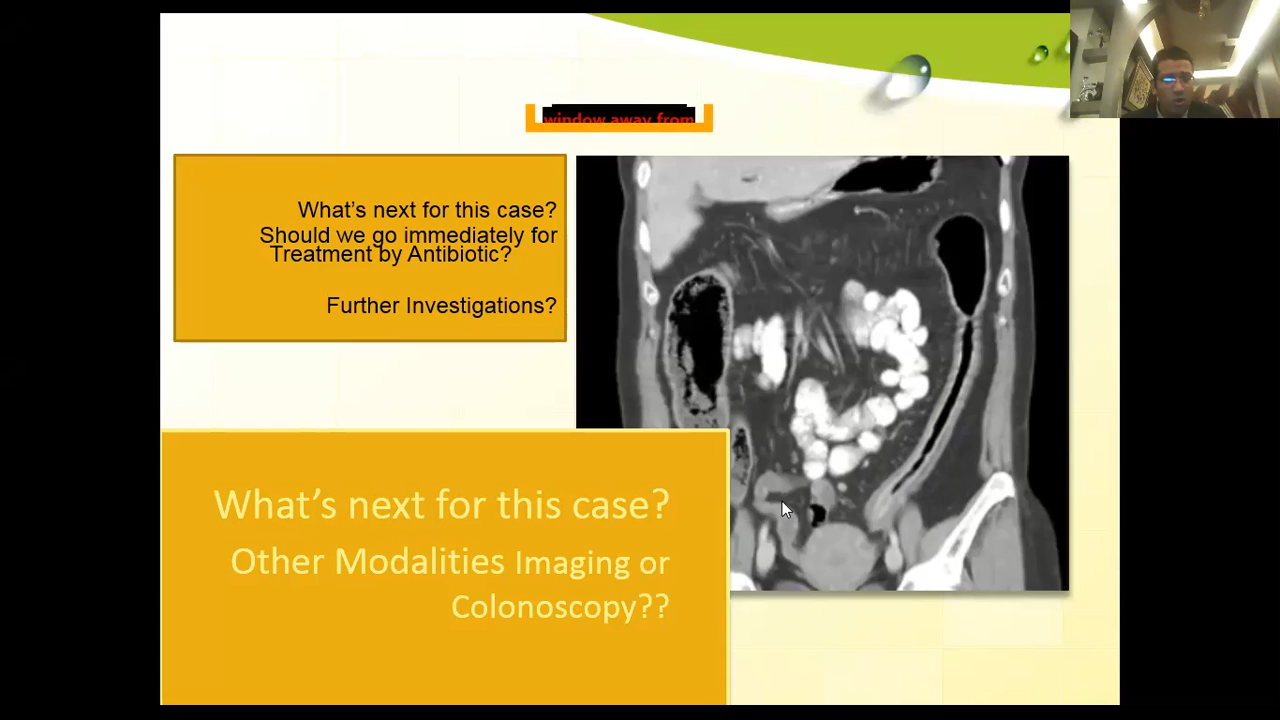 window away from
What's next for this case?
Should we go immediately for
Treatment by Antibiotic?
Further Investigations?
What's next for this case?
Other Modalities Imaging or
Colonoscopy??